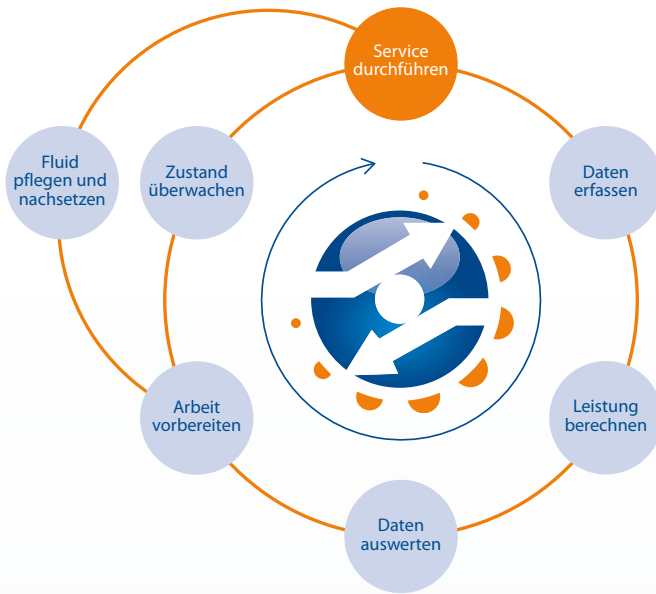 Service
durchführen
Fluid
pflegen und
nachsetzen
Zustand
überwachen
Daten
erfassen
Arbeit
vorbereiten
Leistung
berechnen
Daten
auswerten